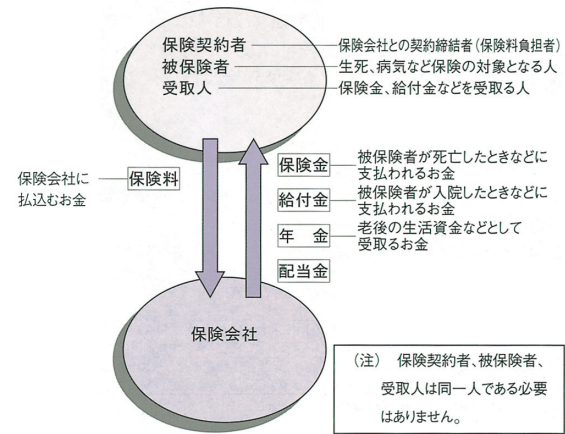 保険契約者 保険会社との契約締結者(保険料負担者)
被保険者 生死、病気など保険の対象となる人
受取人 保険金、給付金などを受取る人
保険会社に
払込むお金
保険料
保険金 被保険者が死亡したときなどに
支払われるお金
給付金 被保険者が入院したときなどに
支払われるお金
年 金 老後の生活資金などとして
受取るお金
配当金
保険会社
(注) 保険契約者、被保険者、
受取人は同一人である必要
はありません。